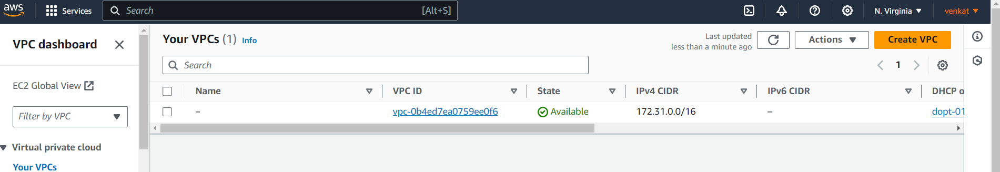 aws Services Search [Alt+S] N. Virginia venkat
VPC dashboard
EC2 Global View
Filter by VPC
Virtual private cloud
Your VPCs
Your VPCs (1) Info
Last updated
less than a minute ago
Actions
Create VPC
Search
1
Name VPC ID State IPv4 CIDR IPv6 CIDR DHCP o
– vpc-0b4ed7ea0759ee0f6 Available 172.31.0.0/16 – dopt-01